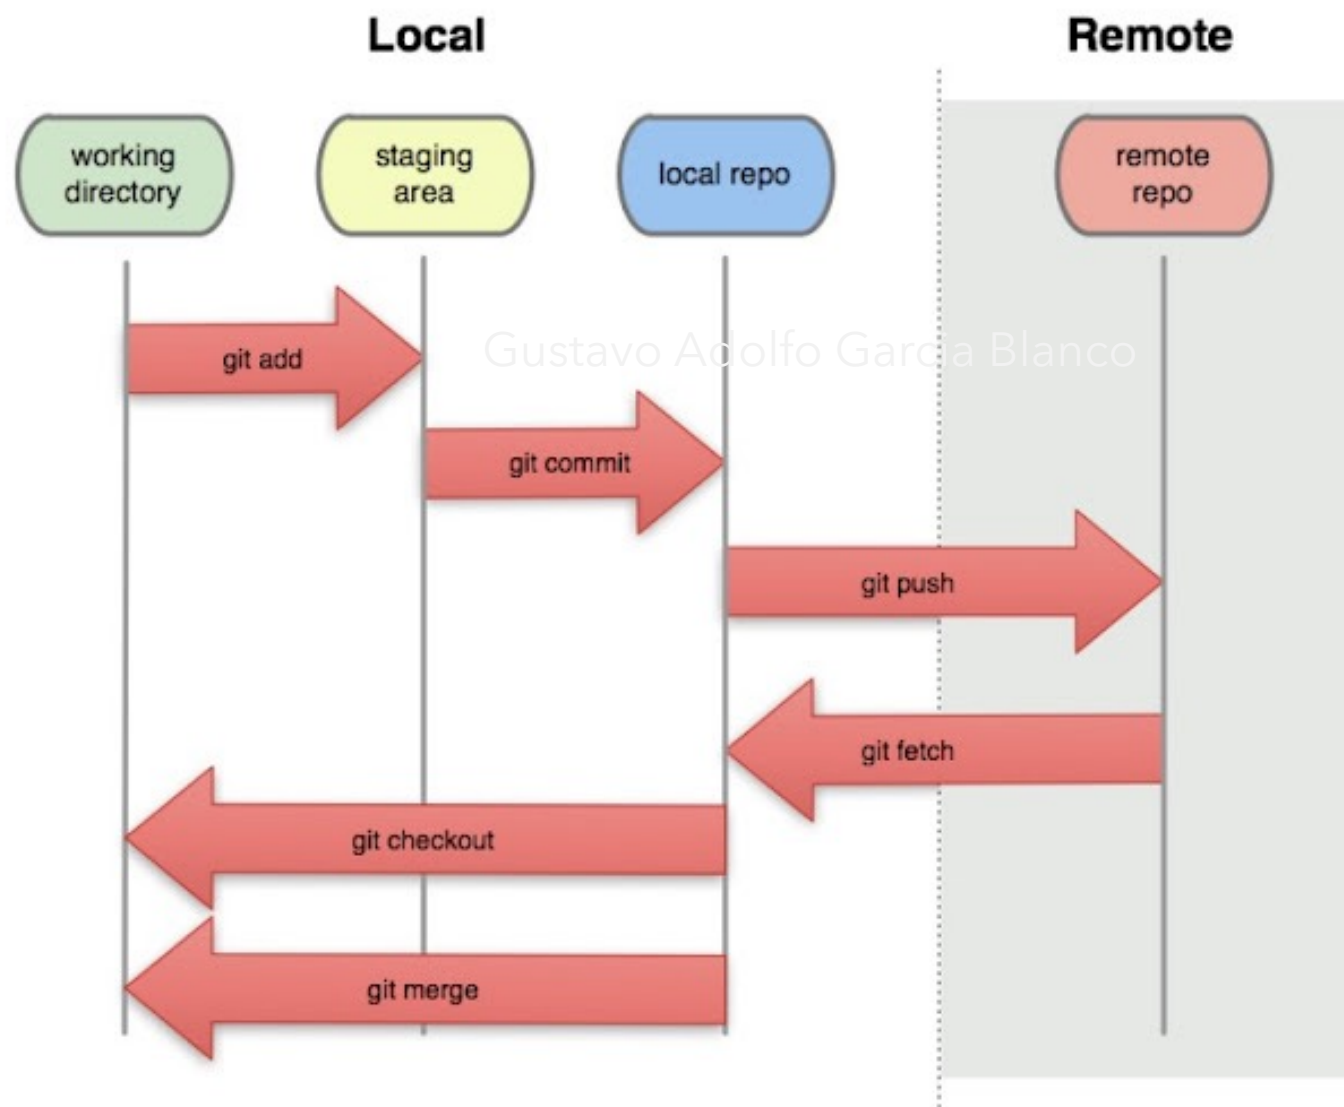 Local
Remote
working
directory
staging
area
local repo
remote
repo
git add
Gustavo Adolfo Garcia Blanco
git commit
git push
git fetch
git checkout
git merge